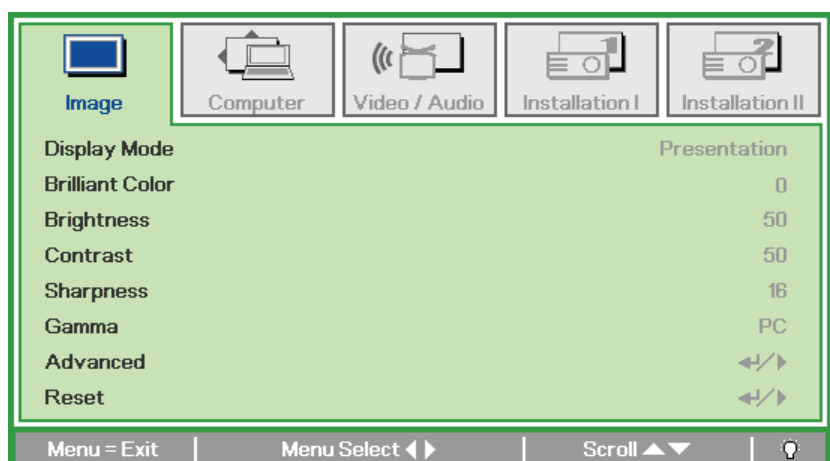 Image Computer Video / Audio Installation I Installation II
Display Mode Presentation
Brilliant Color 0
Brightness 50
Contrast 50
Sharpness 16
Gamma PC
Advanced ↵/▶
Reset ↵/▶
Menu = Exit | Menu Select ◀▶ | Scroll ▲▼ |